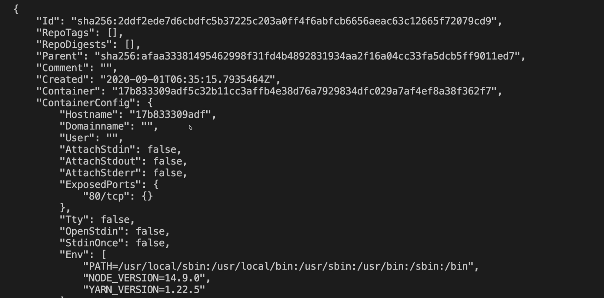 {
"Id": "sha256:2ddf2ede7d6cbdfc5b37225c203a0ff4f6abfcb6656aeac63c12665f72079cd9",
"RepoTags": [],
"RepoDigests": [],
"Parent": "sha256:afaa33381495462998f31fd4b4892831934aa2f16a04cc33fa5dcb5ff9011ed7",
"Comment": "",
"Created": "2020-09-01T06:35:15.7935464Z",
"Container": "17b833309adf5c32b11cc3affb4e38d76a7929834dfc029a7af4ef8a38f362f7",
"ContainerConfig": {
"Hostname": "17b833309adf",
"Domainname": "",
"User": "",
"AttachStdin": false,
"AttachStdout": false,
"AttachStderr": false,
"ExposedPorts": {
"80/tcp": {}
},
"Tty": false,
"OpenStdin": false,
"StdinOnce": false,
"Env": [
"PATH=/usr/local/sbin:/usr/local/bin:/usr/sbin:/usr/bin:/sbin:/bin",
"NODE_VERSION=14.9.0",
"YARN_VERSION=1.22.5"